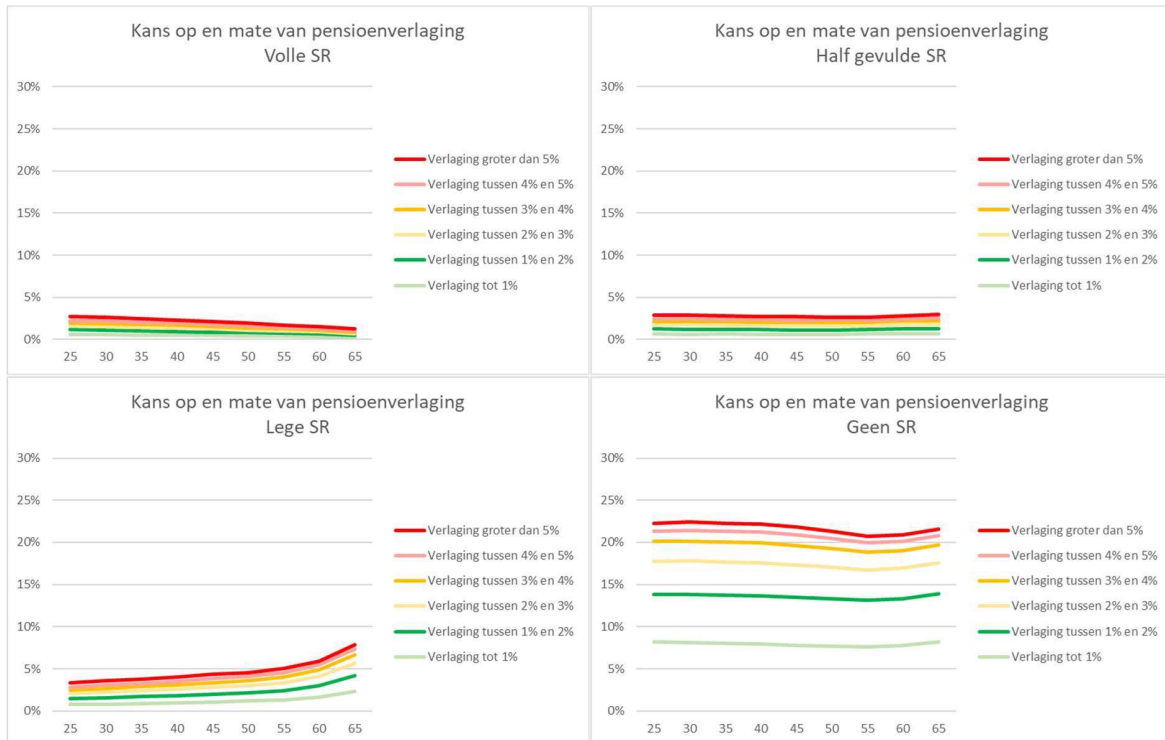 Kans op en mate van pensioenverlaging
Volle SR
30%
25%
20%
15%
10%
5%
0%
25 30 35 40 45 50 55 60 65
Verlaging groter dan 5%
Verlaging tussen 4% en 5%
Verlaging tussen 3% en 4%
Verlaging tussen 2% en 3%
Verlaging tussen 1% en 2%
Verlaging tot 1%
Kans op en mate van pensioenverlaging
Half gevulde SR
30%
25%
20%
15%
10%
5%
0%
25 30 35 40 45 50 55 60 65
Verlaging groter dan 5%
Verlaging tussen 4% en 5%
Verlaging tussen 3% en 4%
Verlaging tussen 2% en 3%
Verlaging tussen 1% en 2%
Verlaging tot 1%
Kans op en mate van pensioenverlaging
Lege SR
30%
25%
20%
15%
10%
5%
0%
25 30 35 40 45 50 55 60 65
Verlaging groter dan 5%
Verlaging tussen 4% en 5%
Verlaging tussen 3% en 4%
Verlaging tussen 2% en 3%
Verlaging tussen 1% en 2%
Verlaging tot 1%
Kans op en mate van pensioenverlaging
Geen SR
30%
25%
20%
15%
10%
5%
0%
25 30 35 40 45 50 55 60 65
Verlaging groter dan 5%
Verlaging tussen 4% en 5%
Verlaging tussen 3% en 4%
Verlaging tussen 2% en 3%
Verlaging tussen 1% en 2%
Verlaging tot 1%